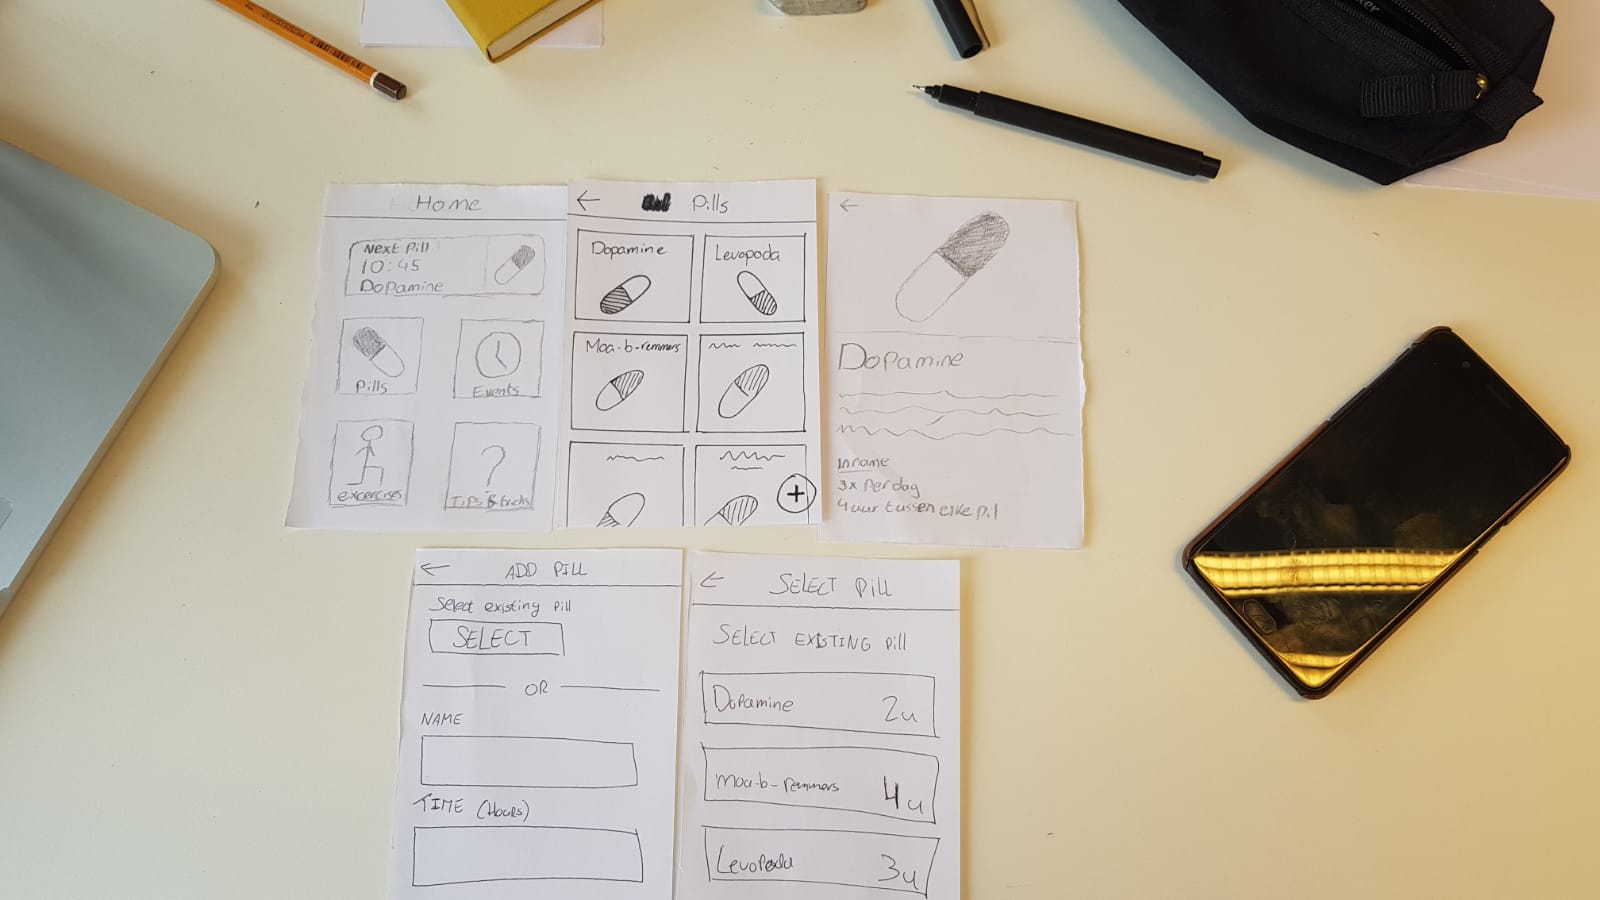 ker
Home
Next pill
10:45
Dopamine
Pills
Events
excercises
Tips & tricks
Pills
Dopamine
Levopoda
Moa-b-remmers
Dopamine
Inname
3x per dag
4 uur tussen elke pil
ADD PILL
Select existing pill
SELECT
OR
NAME
TIME (Hours)
SELECT PILL
SELECT EXISTING PILL
Dopamine 2u
Moa-b-remmers 4u
Levopoda 3u